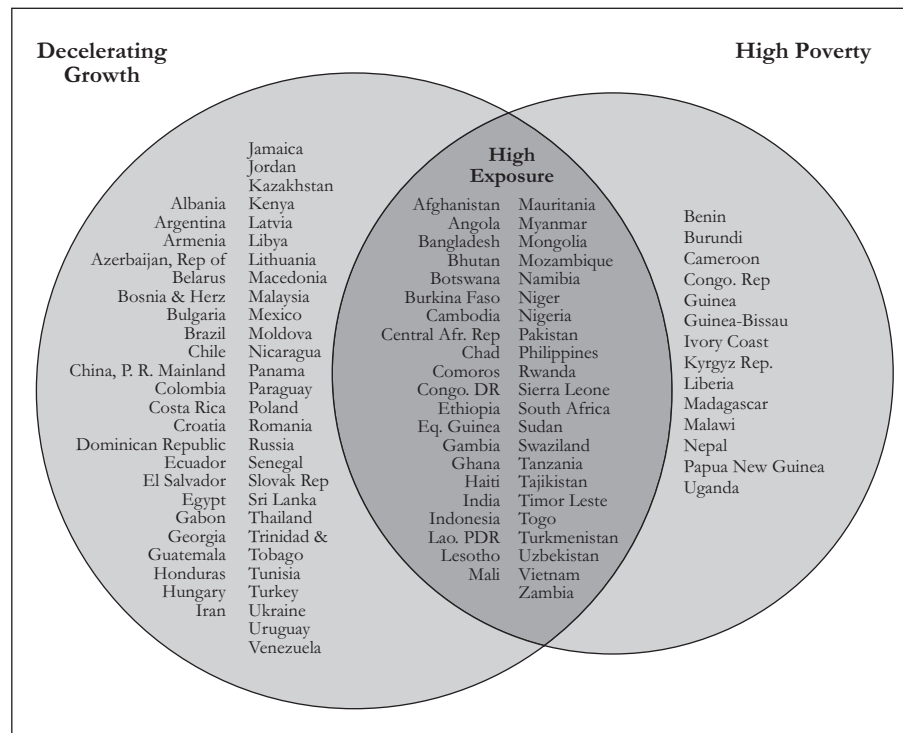 Decelerating
Growth
High Poverty
Jamaica
Jordan
Kazakhstan
Albania
Kenya
Argentina
Latvia
Armenia
Libya
Azerbaijan, Rep of
Lithuania
Belarus
Macedonia
Bosnia & Herz
Malaysia
Bulgaria
Mexico
Brazil
Moldova
Chile
Nicaragua
China, P. R. Mainland
Panama
Colombia
Paraguay
Costa Rica
Poland
Croatia
Romania
Dominican Republic
Russia
Ecuador
Senegal
El Salvador
Slovak Rep
Egypt
Sri Lanka
Gabon
Thailand
Georgia
Trinidad &
Guatemala
Tobago
Honduras
Tunisia
Hungary
Turkey
Iran
Ukraine
Uruguay
Venezuela
High
Exposure
Afghanistan
Mauritania
Angola
Myanmar
Bangladesh
Mongolia
Bhutan
Mozambique
Botswana
Namibia
Burkina Faso
Niger
Cambodia
Nigeria
Central Afr. Rep
Pakistan
Chad
Philippines
Comoros
Rwanda
Congo. DR
Sierra Leone
Ethiopia
South Africa
Eq. Guinea
Sudan
Gambia
Swaziland
Ghana
Tanzania
Haiti
Tajikistan
India
Timor Leste
Indonesia
Togo
Lao. PDR
Turkmenistan
Lesotho
Uzbekistan
Mali
Vietnam
Zambia
Benin
Burundi
Cameroon
Congo. Rep
Guinea
Guinea-Bissau
Ivory Coast
Kyrgyz Rep.
Liberia
Madagascar
Malawi
Nepal
Papua New Guinea
Uganda